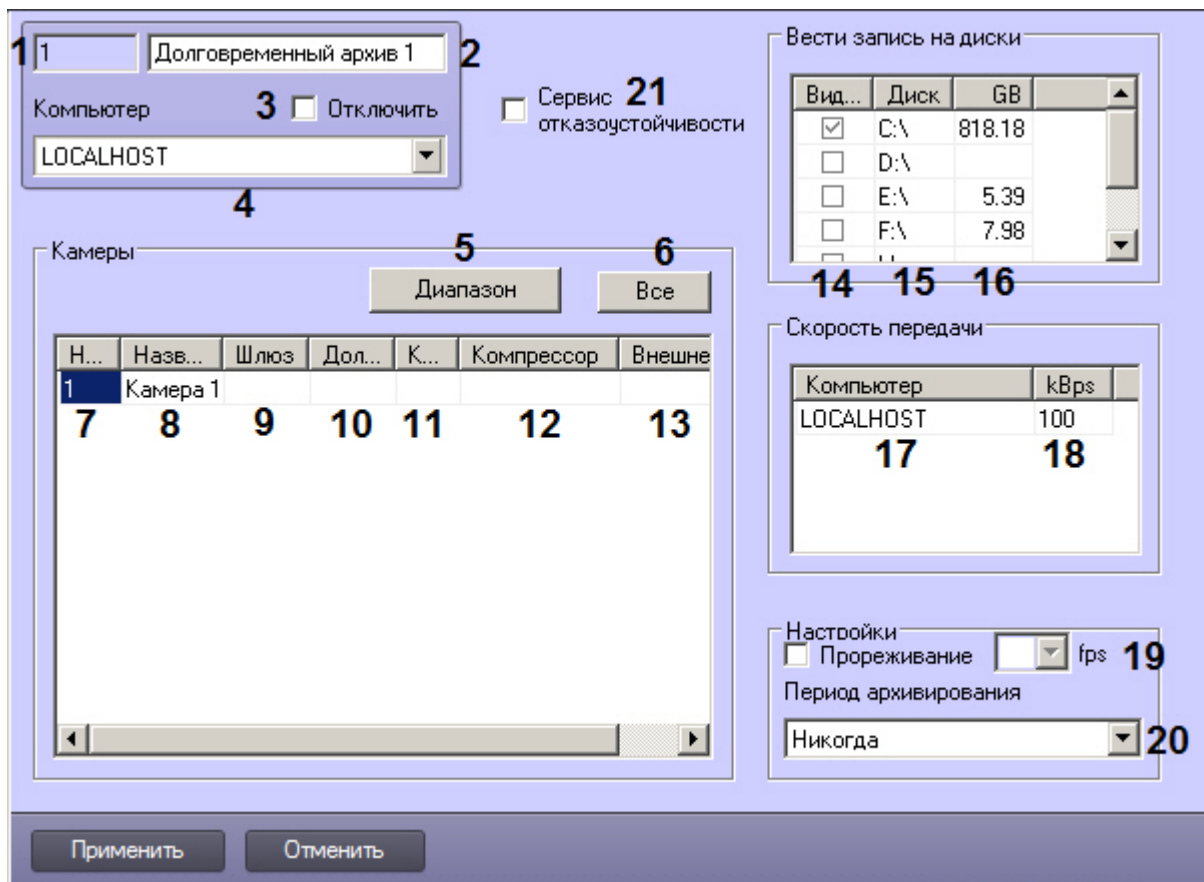 1 1 Долговременный архив 1 2
Компьютер 3 Отключить
LOCALHOST
4
Сервис 21
отказоустойчивости
Вести запись на диски
Вид... Диск GB
C:\ 818.18
D:\
E:\ 5.39
F:\ 7.98
14 15 16
Камеры
5 6
Диапазон Все
Н... Назв... Шлюз Дол... К... Компрессор Внешне
1 Камера 1
7 8 9 10 11 12 13
Скорость передачи
Компьютер kBps
LOCALHOST 100
17 18
Настройки
Прореживание fps 19
Период архивирования
Никогда 20
Применить Отменить